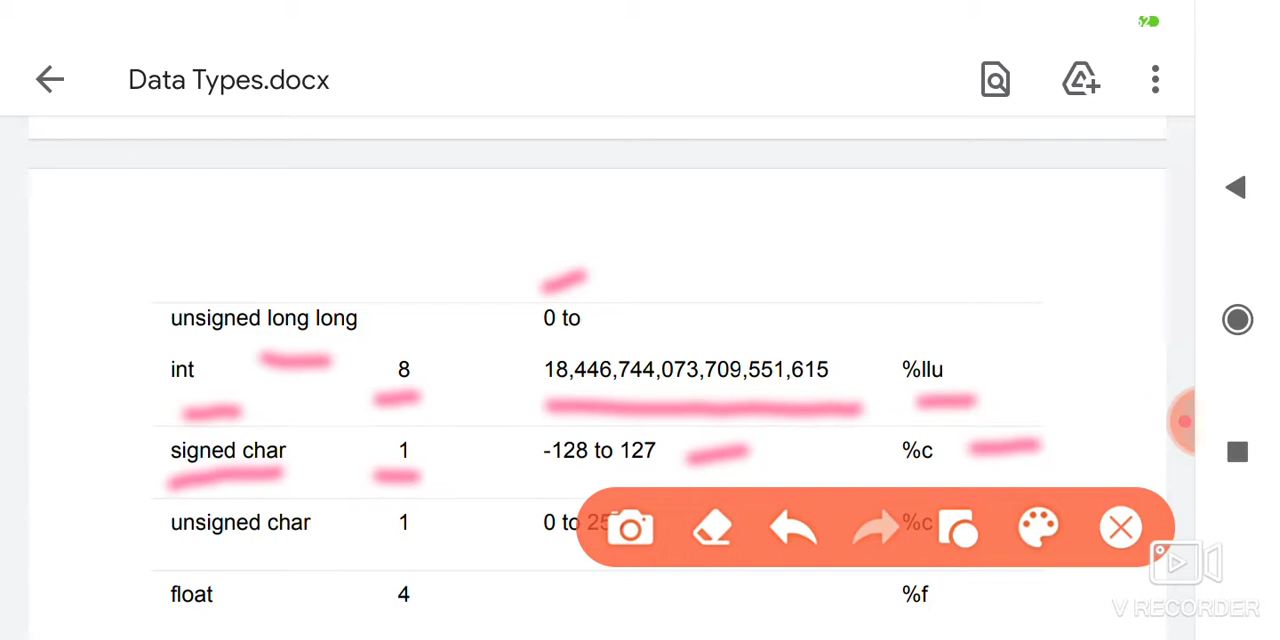 Data Types.docx
unsigned long long 0 to
int 8 18,446,744,073,709,551,615 %llu
signed char 1 -128 to 127 %c
unsigned char 1 0 to 25 %c
float 4 %f
V RECORDER